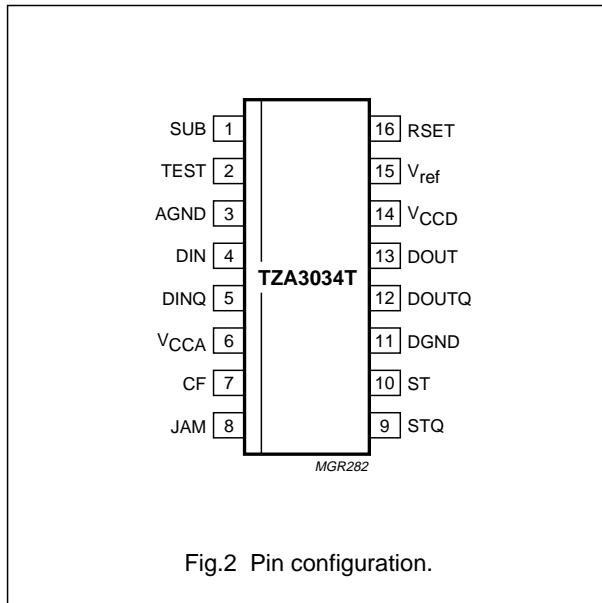 SUB 1 16 RSET
TEST 2 15 Vref
AGND 3 14 VCCD
DIN 4 13 DOUT
TZA3034T
DINQ 5 12 DOUTQ
VCCA 6 11 DGND
CF 7 10 ST
JAM 8 9 STQ
MGR282
Fig.2 Pin configuration.